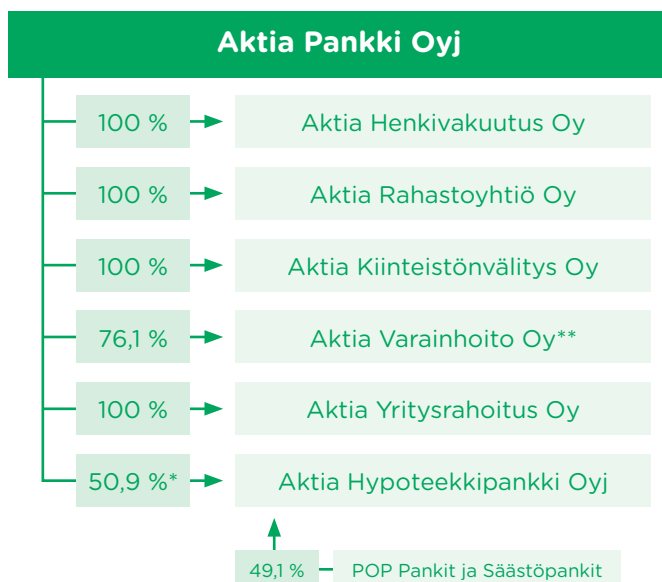 Aktia Pankki Oyj
100 % Aktia Henkivakuutus Oy
100 % Aktia Rahastoyhtiö Oy
100 % Aktia Kiinteistönvälitys Oy
76,1 % Aktia Varainhoito Oy**
100 % Aktia Yritysrahoitus Oy
50,9 %* Aktia Hypoteekkipankki Oyj
49,1 % POP Pankit ja Säästöpankit